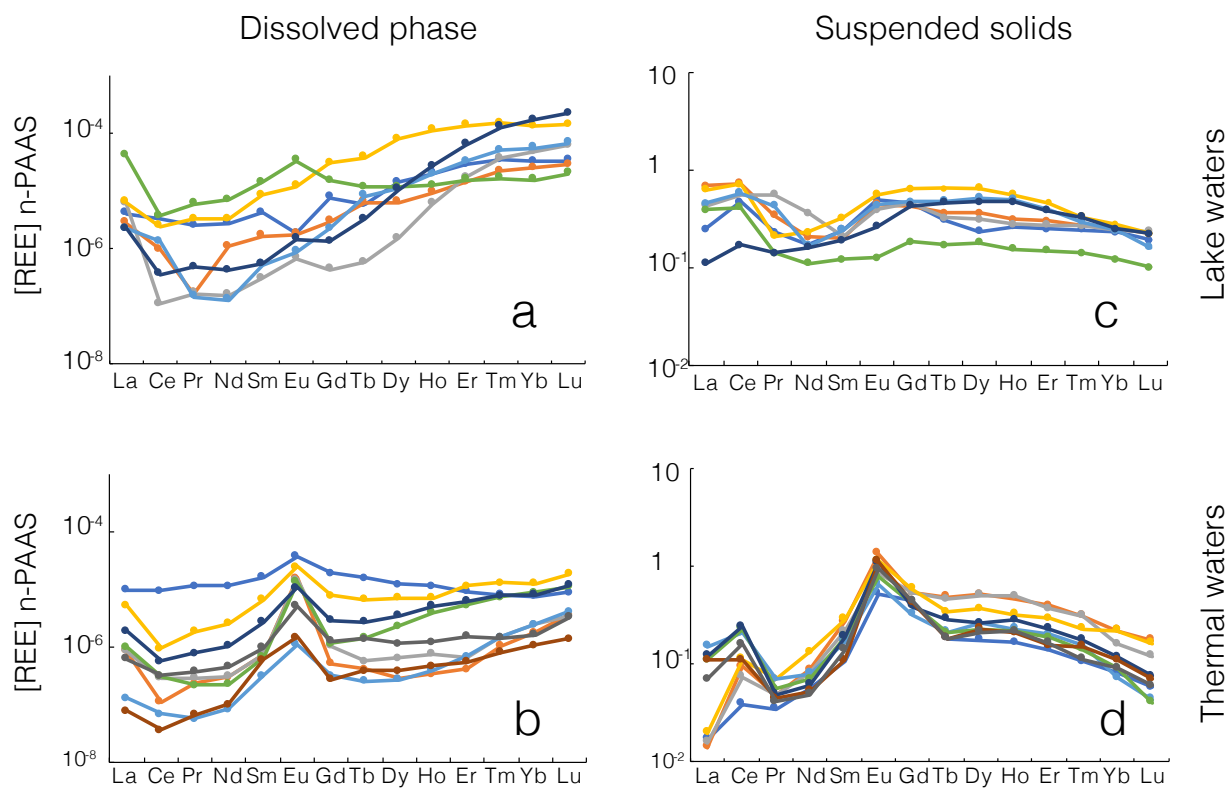 Dissolved phase
Suspended solids
[REE] n-PAAS
10-4
10-6
10-8
a
La Ce Pr Nd Sm Eu Gd Tb Dy Ho Er Tm Yb Lu
10
1
10-1
10-2
c
La Ce Pr Nd Sm Eu Gd Tb Dy Ho Er Tm Yb Lu
Lake waters
[REE] n-PAAS
10-4
10-6
10-8
b
La Ce Pr Nd Sm Eu Gd Tb Dy Ho Er Tm Yb Lu
10
1
10-1
10-2
d
La Ce Pr Nd Sm Eu Gd Tb Dy Ho Er Tm Yb Lu
Thermal waters